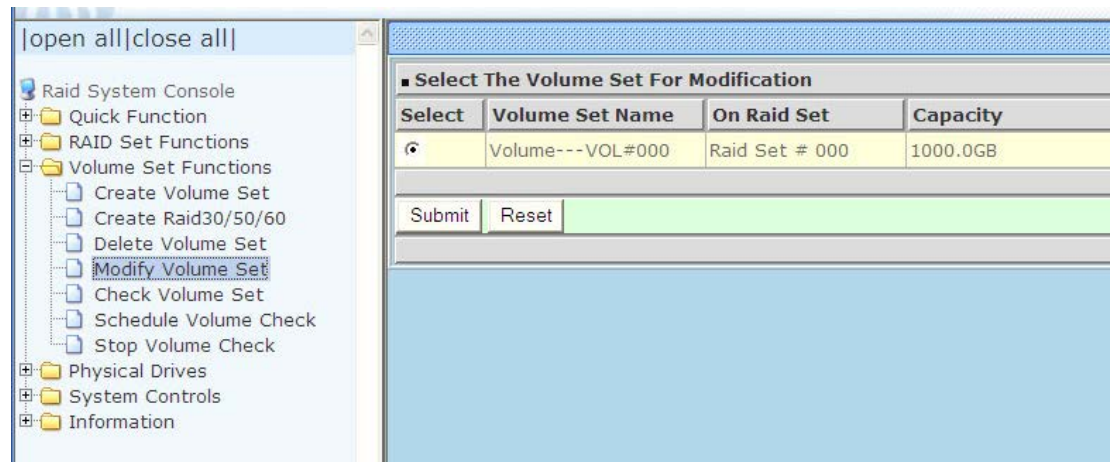 |open all|close all|
Raid System Console
Quick Function
RAID Set Functions
Volume Set Functions
Create Volume Set
Create Raid30/50/60
Delete Volume Set
Modify Volume Set
Check Volume Set
Schedule Volume Check
Stop Volume Check
Physical Drives
System Controls
Information
Select The Volume Set For Modification
Select Volume Set Name On Raid Set Capacity
Volume---VOL#000 Raid Set # 000 1000.0GB
Submit Reset